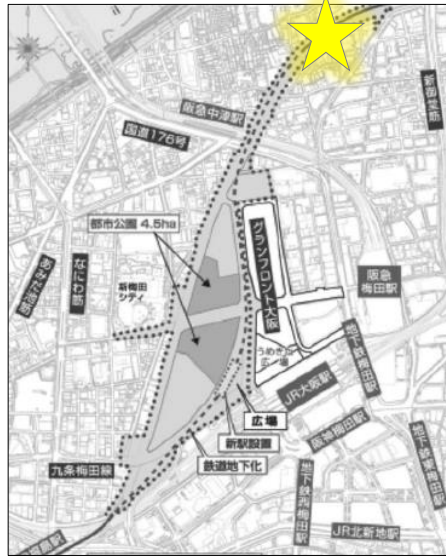 新御堂筋
阪急中津駅
国道176号
都市公園 4.5ha
グランフロント大阪
なにわ筋
あみだ池筋
新梅田
シティ
阪急
梅田駅
うめきた
広場
地下鉄梅田駅
JR大阪駅
広場
新駅設置
阪神梅田駅
鉄道地下化
地下鉄東梅田駅
九条梅田線
地下鉄西梅田駅
JR北新地駅
福島駅